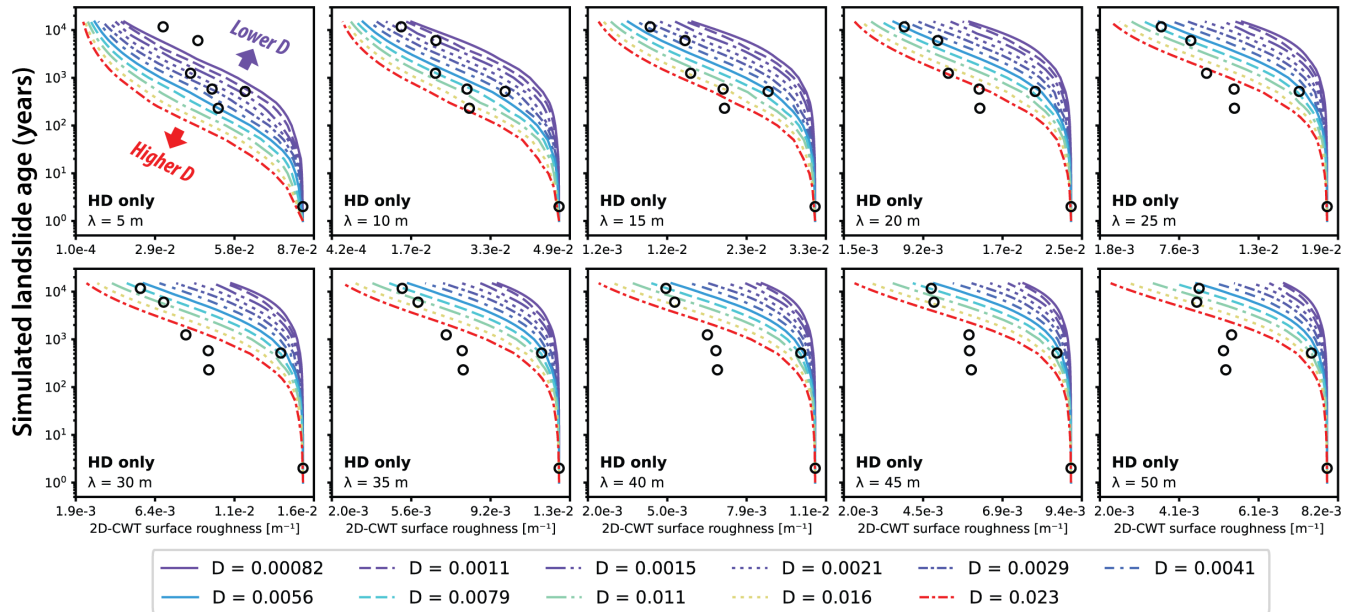 Simulated landslide age (years)
10⁴
10³
10²
10¹
10⁰
Lower D
Higher D
HD only
λ = 5 m
HD only
λ = 10 m
HD only
λ = 15 m
HD only
λ = 20 m
HD only
λ = 25 m
1.0e-4 2.9e-2 5.8e-2 8.7e-2
4.2e-4 1.7e-2 3.3e-2 4.9e-2
1.2e-3 1.2e-2 2.3e-2 3.3e-2
1.5e-3 9.2e-3 1.7e-2 2.5e-2
1.8e-3 7.6e-3 1.3e-2 1.9e-2
10⁴
10³
10²
10¹
10⁰
HD only
λ = 30 m
HD only
λ = 35 m
HD only
λ = 40 m
HD only
λ = 45 m
HD only
λ = 50 m
1.9e-3 6.4e-3 1.1e-2 1.6e-2
2.0e-3 5.6e-3 9.2e-3 1.3e-2
2.0e-3 5.0e-3 7.9e-3 1.1e-2
2.0e-3 4.5e-3 6.9e-3 9.4e-3
2.0e-3 4.1e-3 6.1e-3 8.2e-3
2D-CWT surface roughness [m⁻¹]
2D-CWT surface roughness [m⁻¹]
2D-CWT surface roughness [m⁻¹]
2D-CWT surface roughness [m⁻¹]
2D-CWT surface roughness [m⁻¹]
D = 0.00082 D = 0.0011 D = 0.0015 D = 0.0021 D = 0.0029 D = 0.0041
D = 0.0056 D = 0.0079 D = 0.011 D = 0.016 D = 0.023